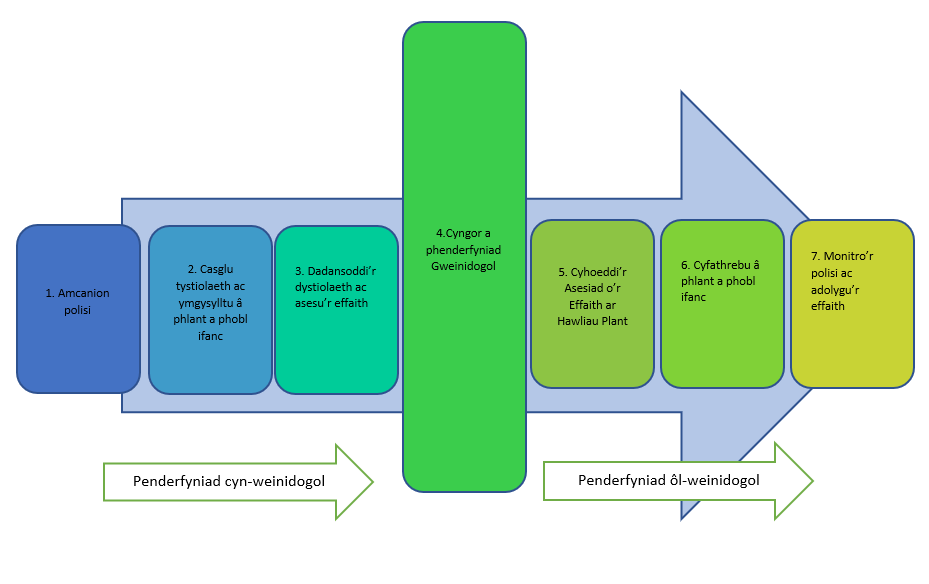 1. Amcanion
polisi
2. Casglu
tystiolaeth ac
ymgysylltu â
phlant a phobl
ifanc
3. Dadansoddi’r
dystiolaeth ac
asesu’r effaith
4.Cyngor a
phenderfyniad
Gweinidogol
5. Cyhoeddi’r
Asesiad o’r
Effaith ar
Hawliau Plant
6. Cyfathrebu â
phlant a phobl
ifanc
7. Monitro’r
polisi ac
adolygu’r
effaith
Penderfyniad cyn-weinidogol
Penderfyniad ôl-weinidogol